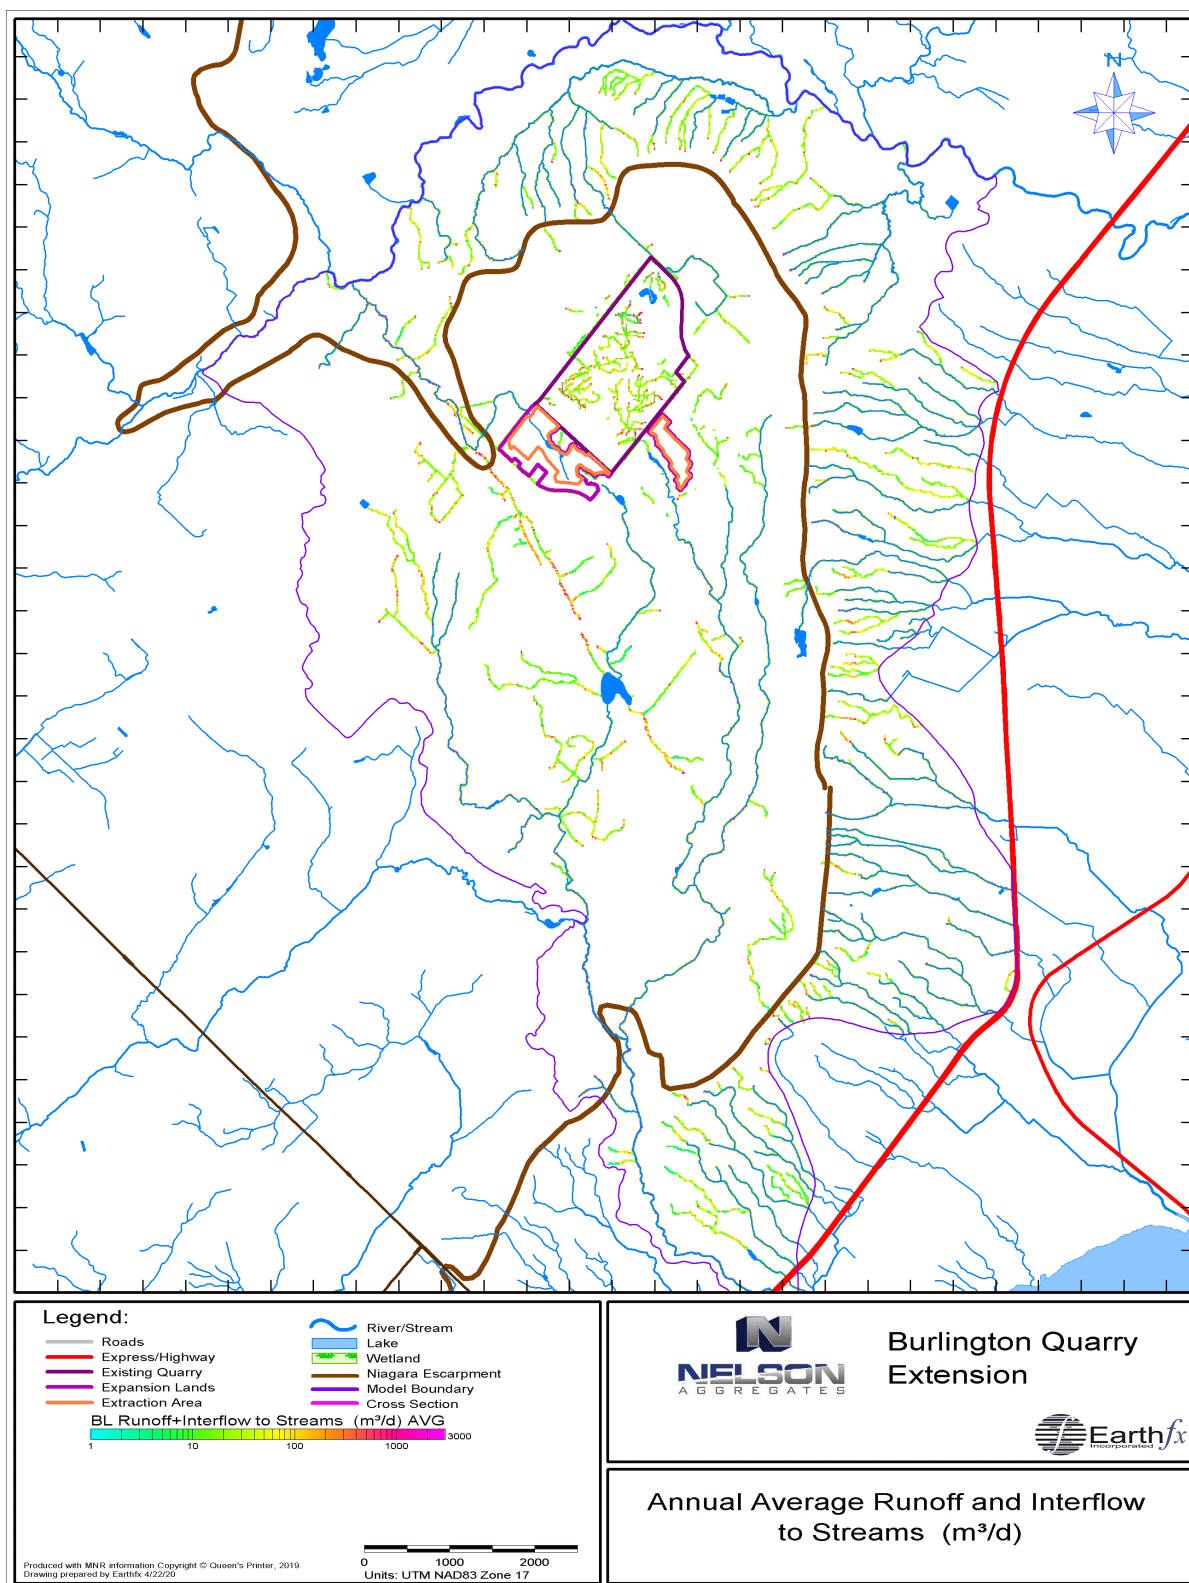 N
Legend:
Roads
Express/Highway
Existing Quarry
Expansion Lands
Extraction Area
River/Stream
Lake
Wetland
Niagara Escarpment
Model Boundary
Cross Section
BL Runoff+Interflow to Streams (m³/d) AVG
1 10 100 1000 3000
0 1000 2000
Units: UTM NAD83 Zone 17
Produced with MNR information Copyright © Queen's Printer, 2019.
Drawing prepared by Earthfx 4/22/20
N
NELSON
AGGREGATES
Burlington Quarry
Extension
Earthfx
Incorporated
Annual Average Runoff and Interflow
to Streams (m³/d)